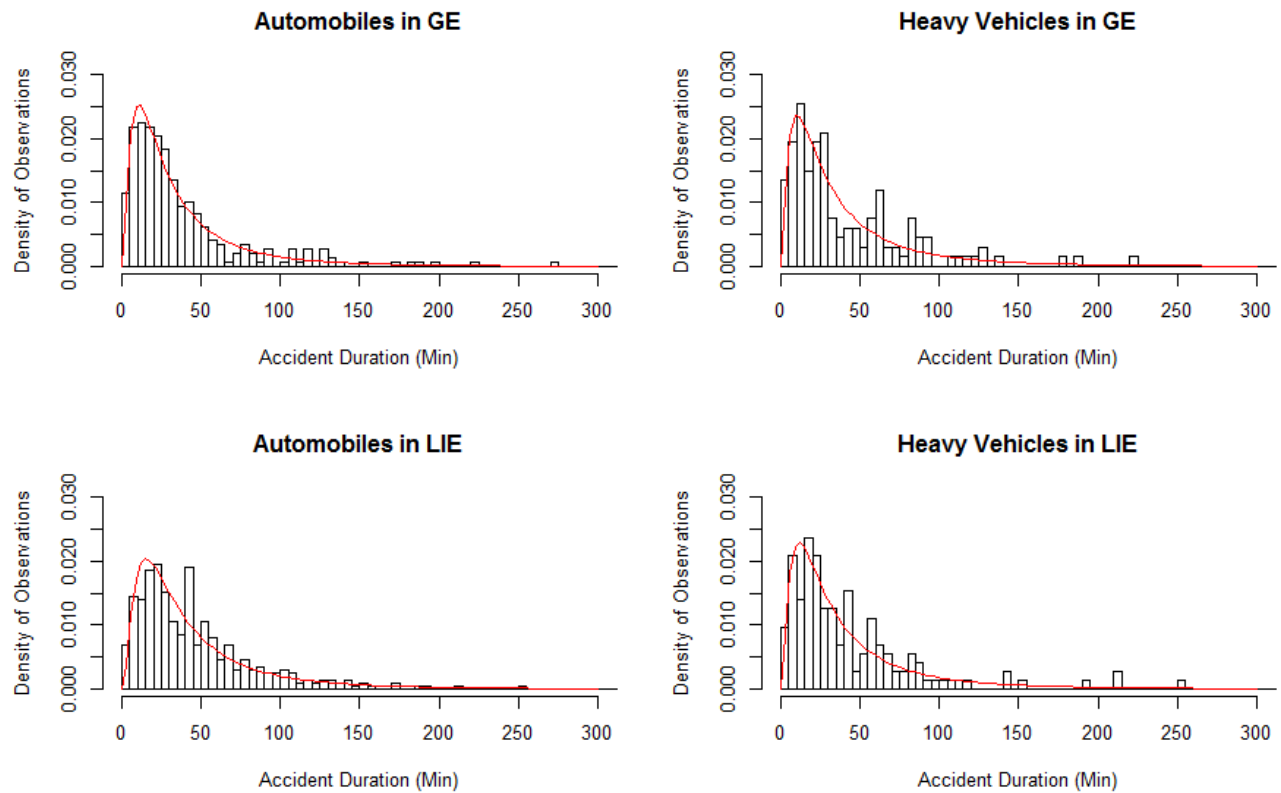 Automobiles in GE
Density of Observations
0.000 0.010 0.020 0.030
0 50 100 150 200 250 300
Accident Duration (Min)
Heavy Vehicles in GE
Density of Observations
0.000 0.010 0.020 0.030
0 50 100 150 200 250 300
Accident Duration (Min)
Automobiles in LIE
Density of Observations
0.000 0.010 0.020 0.030
0 50 100 150 200 250 300
Accident Duration (Min)
Heavy Vehicles in LIE
Density of Observations
0.000 0.010 0.020 0.030
0 50 100 150 200 250 300
Accident Duration (Min)